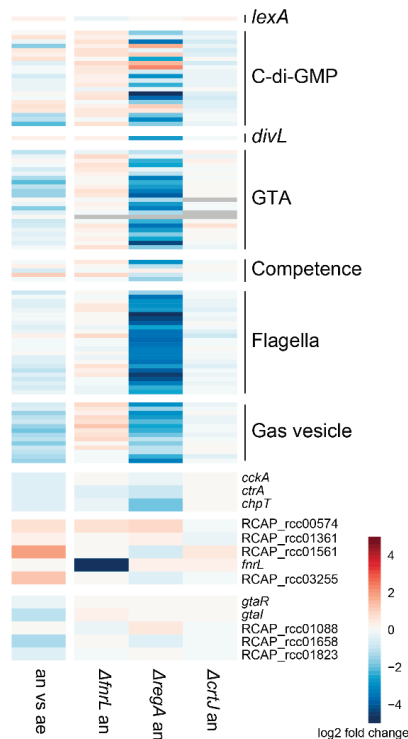 lexA
C-di-GMP
divL
GTA
Competence
Flagella
Gas vesicle
cckA
ctrA
chpT
RCAP_rcc00574
RCAP_rcc01361
RCAP_rcc01561
fnrL
RCAP_rcc03255
gtaR
gtaI
RCAP_rcc01088
RCAP_rcc01658
RCAP_rcc01823
an vs ae
ΔfnrL an
ΔregA an
ΔcrtJ an
4
2
0
−2
−4
log2 fold change